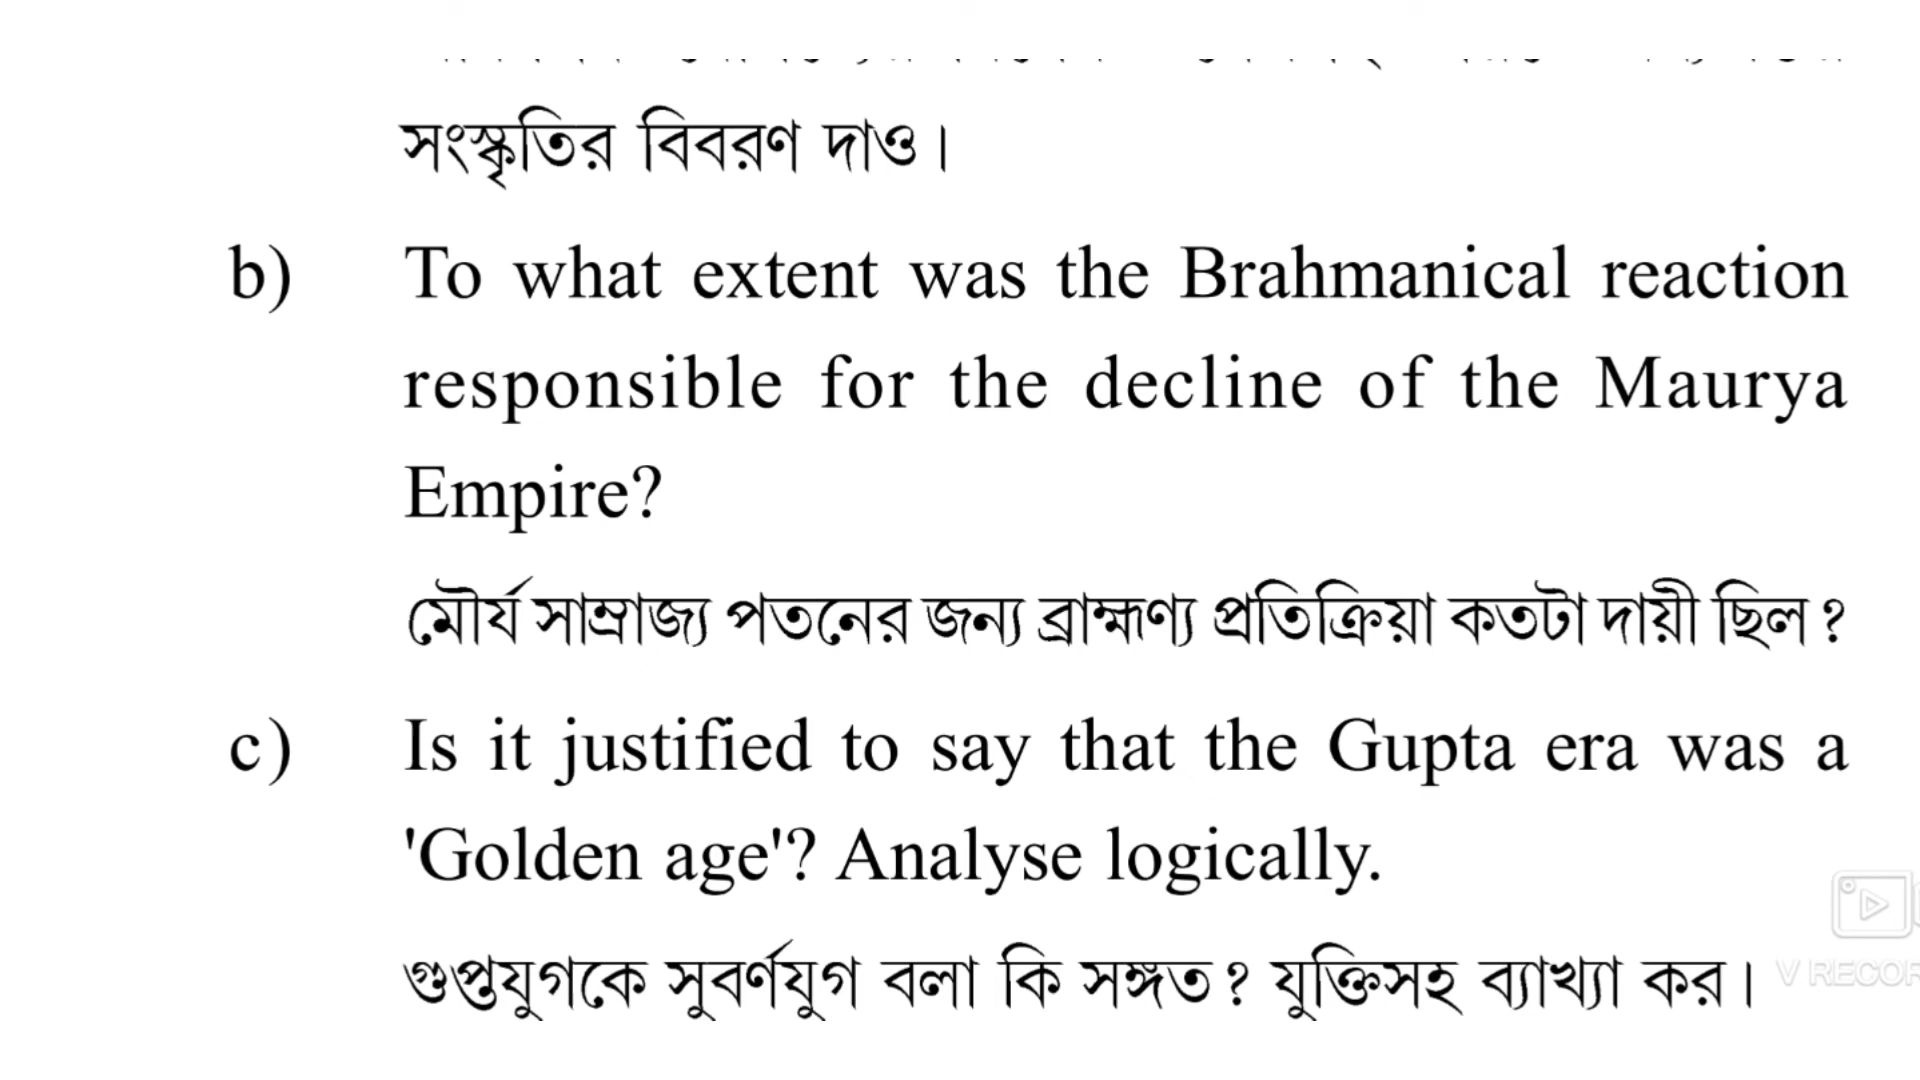 সংস্কৃতির বিবরণ দাও।
b) To what extent was the Brahmanical reaction
responsible for the decline of the Maurya
Empire?
মৌর্য সাম্রাজ্য পতনের জন্য ব্রাহ্মণ্য প্রতিক্রিয়া কতটা দায়ী ছিল?
c) Is it justified to say that the Gupta era was a
'Golden age'? Analyse logically.
গুপ্তযুগকে সুবর্ণযুগ বলা কি সঙ্গত? যুক্তিসহ ব্যাখ্যা কর।
V RECOR